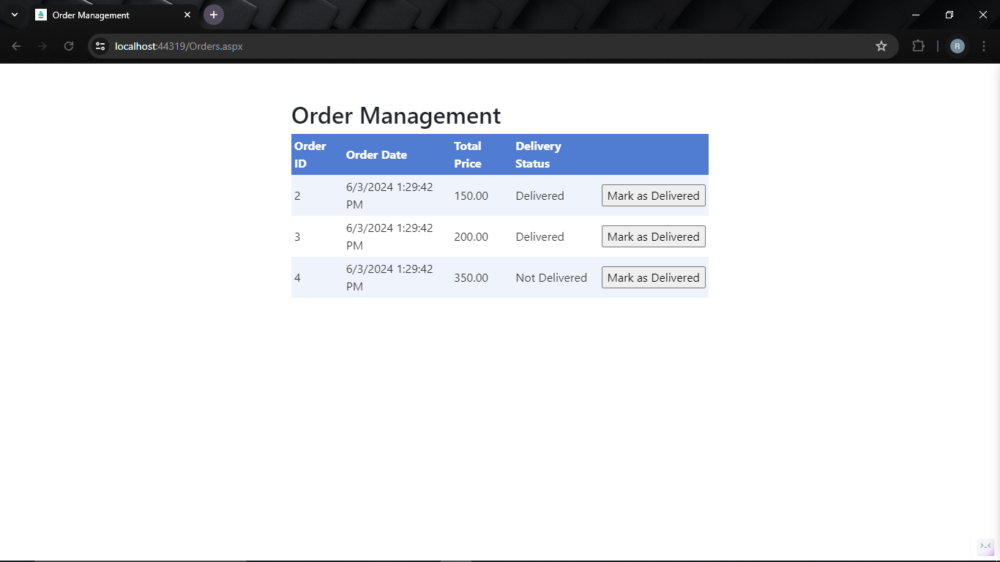 Order Management
localhost:44319/Orders.aspx
R
Order Management
Order ID Order Date Total Price Delivery Status
2 6/3/2024 1:29:42 PM 150.00 Delivered Mark as Delivered
3 6/3/2024 1:29:42 PM 200.00 Delivered Mark as Delivered
4 6/3/2024 1:29:42 PM 350.00 Not Delivered Mark as Delivered